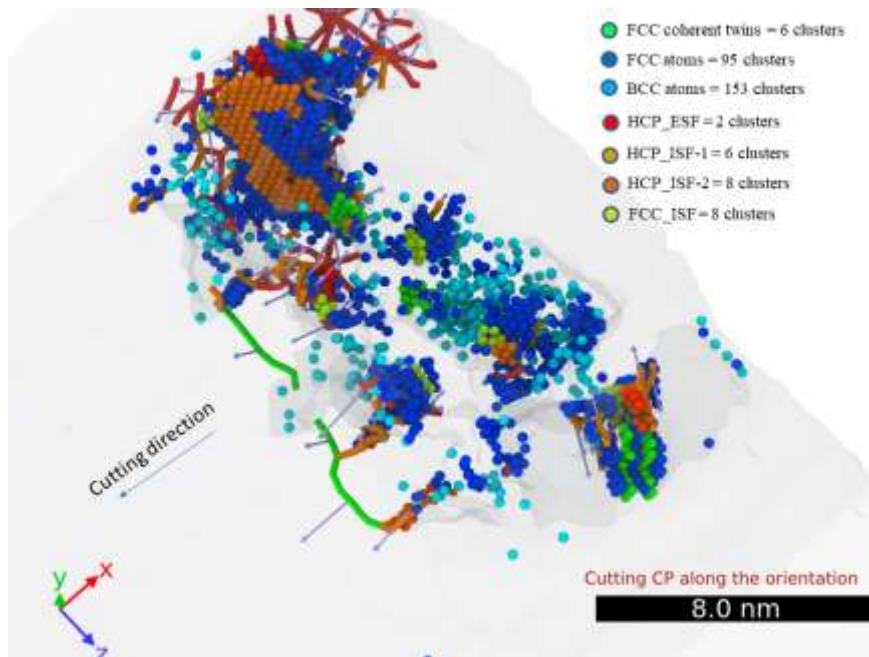 FCC coherent twins = 6 clusters
FCC atoms = 95 clusters
BCC atoms = 153 clusters
HCP_ESF = 2 clusters
HCP_ISF-1 = 6 clusters
HCP_ISF-2 = 8 clusters
FCC_ISF = 8 clusters
Cutting direction
y
x
z
Cutting CP along the orientation
8.0 nm